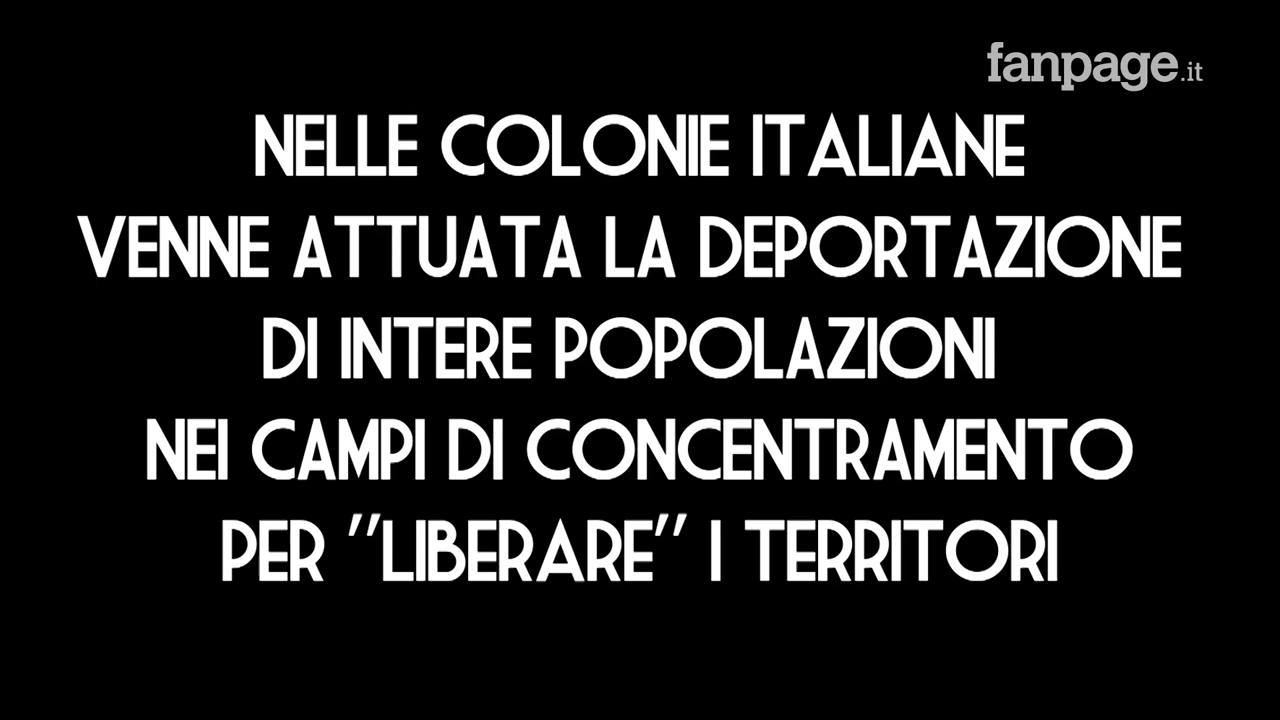 fanpage.it
NELLE COLONIE ITALIANE
VENNE ATTUATA LA DEPORTAZIONE
DI INTERE POPOLAZIONI
NEI CAMPI DI CONCENTRAMENTO
PER "LIBERARE" I TERRITORI